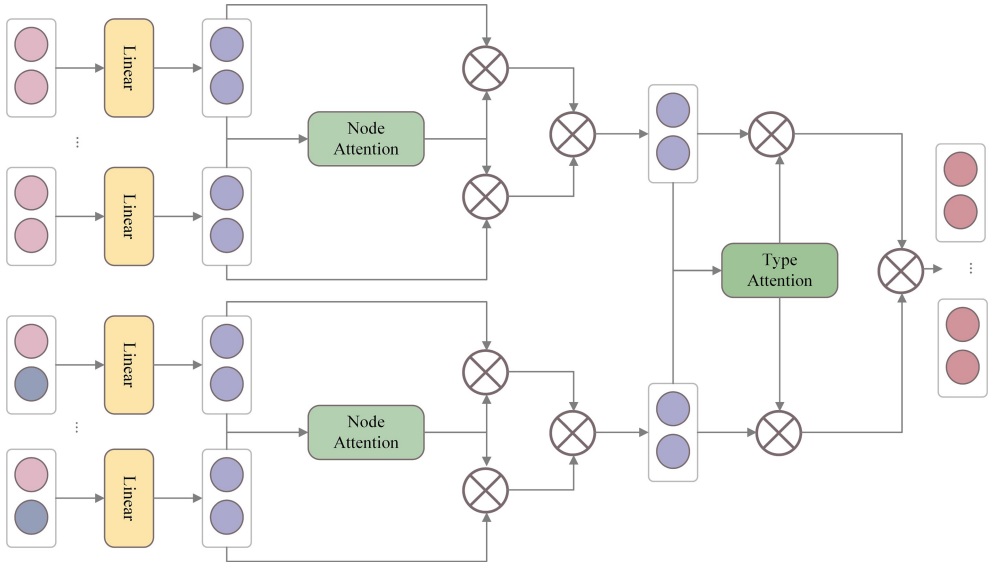 Linear
Node
Attention
...
Linear
Type
Attention
...
Linear
Node
Attention
...
Linear